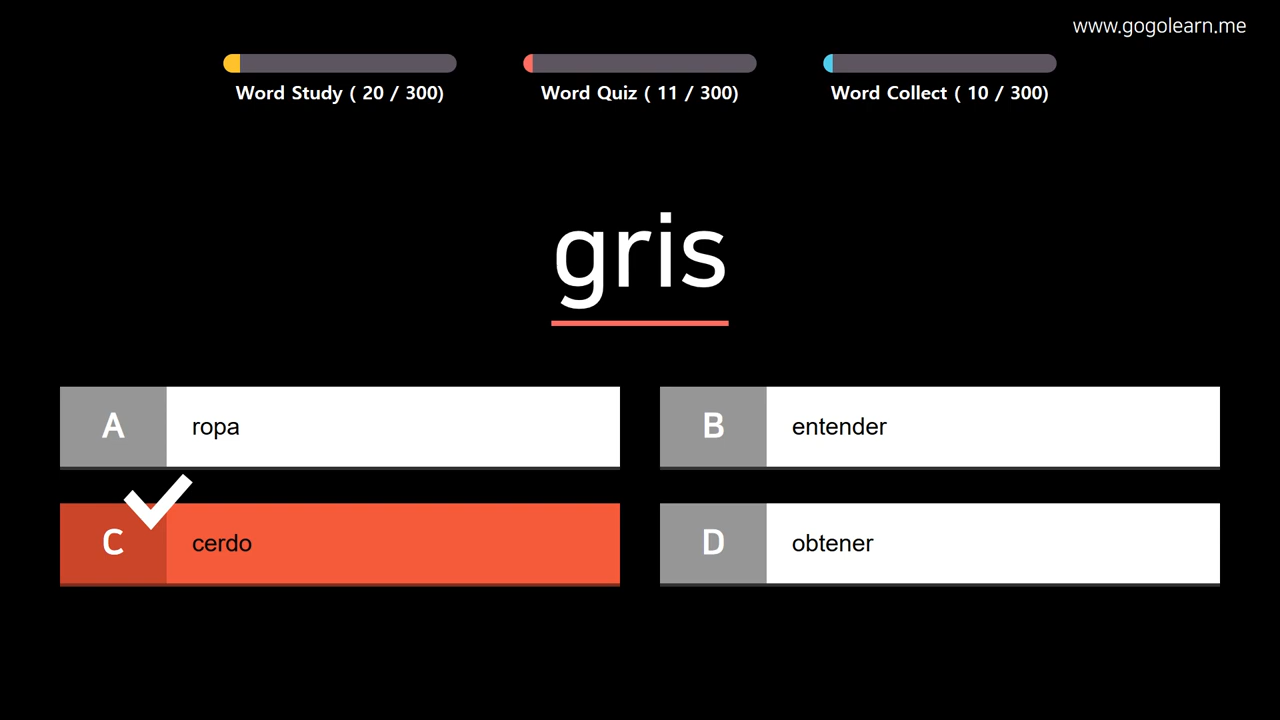 www.gogolearn.me
Word Study ( 20 / 300)
Word Quiz ( 11 / 300)
Word Collect ( 10 / 300)
gris
A ropa
B entender
C cerdo
D obtener